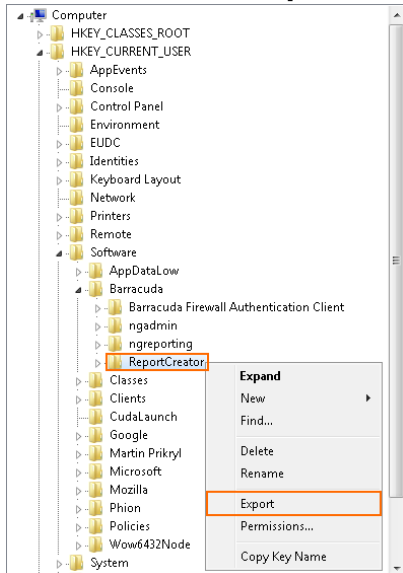 Computer
HKEY_CLASSES_ROOT
HKEY_CURRENT_USER
AppEvents
Console
Control Panel
Environment
EUDC
Identities
Keyboard Layout
Network
Printers
Remote
Software
AppDataLow
Barracuda
Barracuda Firewall Authentication Client
ngadmin
ngreporting
ReportCreator
Classes
Clients
CudaLaunch
Google
Martin Prikryl
Microsoft
Mozilla
Phion
Policies
Wow6432Node
System
Expand
New
Find...
Delete
Rename
Export
Permissions...
Copy Key Name